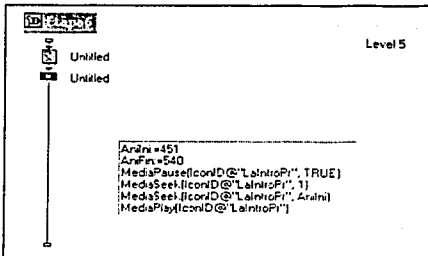 Level 5
Untitled
Untitled
AniIni:=451
AniFin:=540
MediaPause(IconID@"LaIntroPr", TRUE)
MediaSeek(IconID@"LaIntroPr", 1)
MediaSeek(IconID@"LaIntroPr", AniIni)
MediaPlay(IconID@"LaIntroPr")